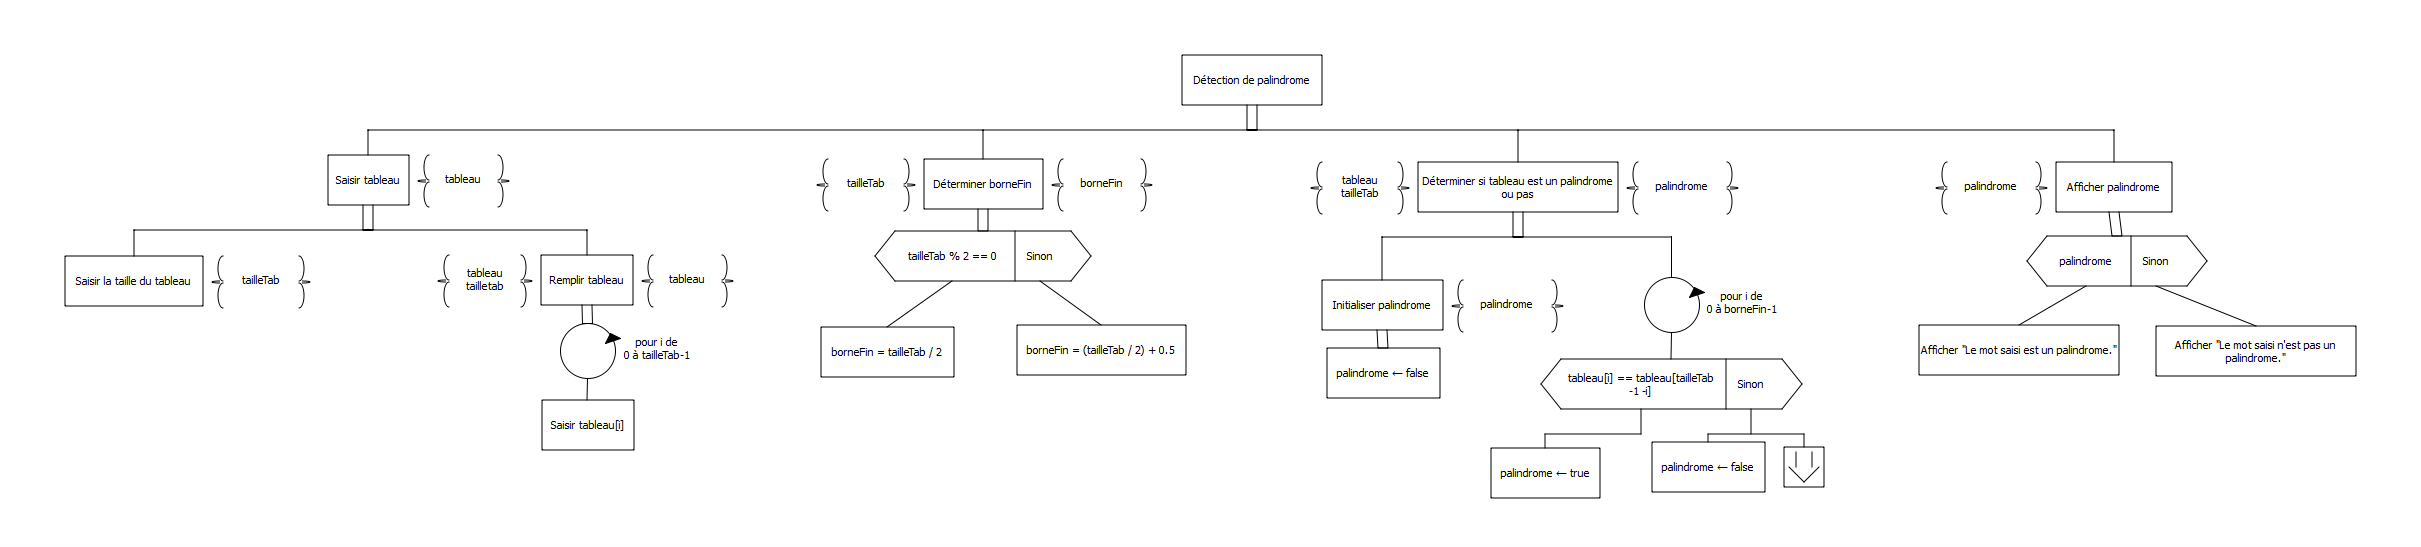 Détection de palindrome
Saisir tableau
tableau
Saisir la taille du tableau
tailleTab
tableau
tailletab
Remplir tableau
tableau
pour i de
0 à tailleTab-1
Saisir tableau[i]
tailleTab
Déterminer borneFin
borneFin
tailleTab % 2 == 0
Sinon
borneFin = tailleTab / 2
borneFin = (tailleTab / 2) + 0.5
tableau
tailleTab
Déterminer si tableau est un palindrome
ou pas
palindrome
Initialiser palindrome
palindrome
palindrome ← false
pour i de
0 à borneFin-1
tableau[i] == tableau[tailleTab
-1 -i]
Sinon
palindrome ← true
palindrome ← false
palindrome
Afficher palindrome
palindrome
Sinon
Afficher "Le mot saisi est un palindrome."
Afficher "Le mot saisi n'est pas un
palindrome."